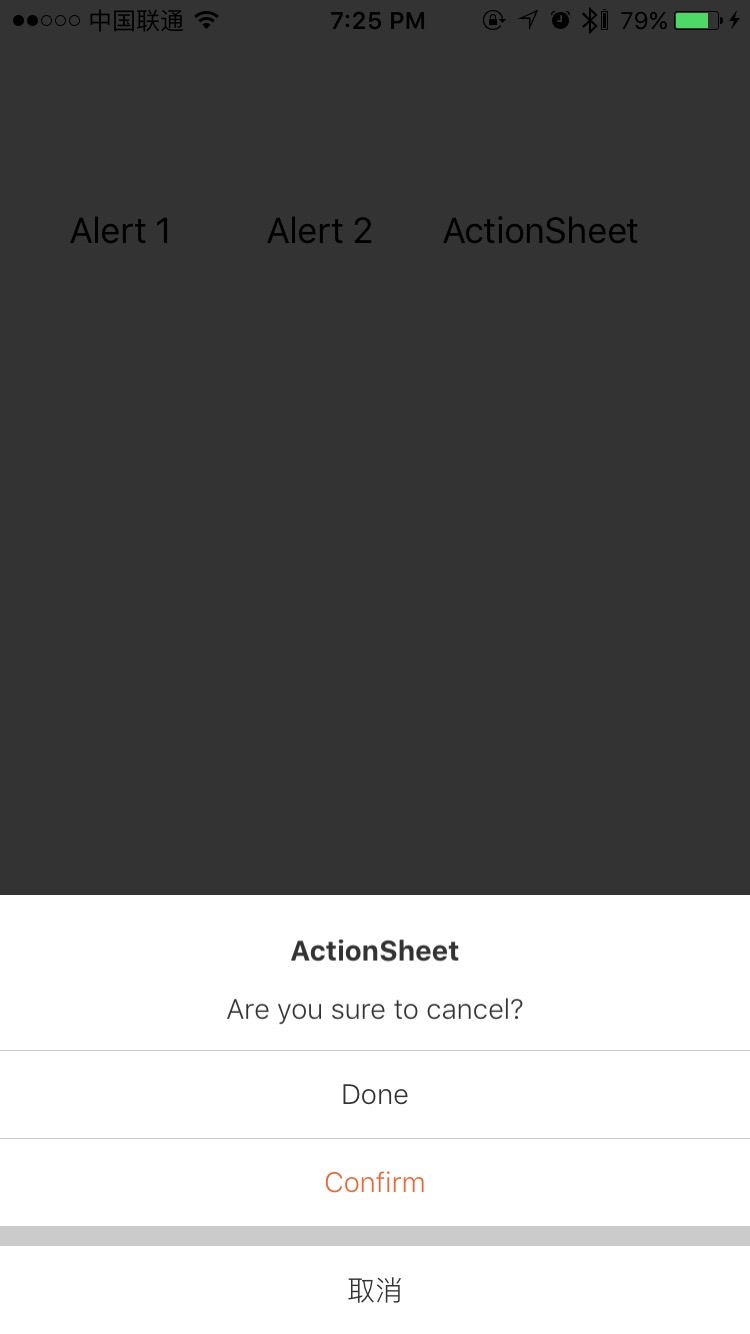 中国联通 7:25 PM 79%
Alert 1 Alert 2 ActionSheet
ActionSheet
Are you sure to cancel?
Done
Confirm
取消